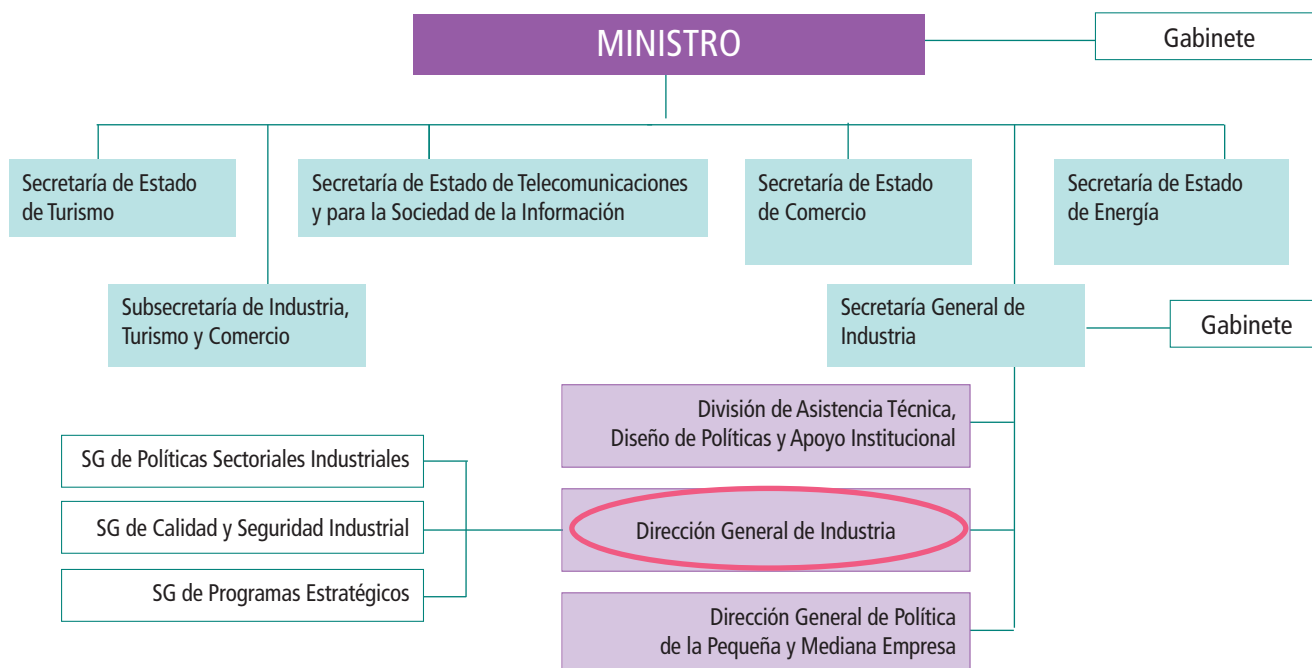 MINISTRO
Gabinete
Secretaría de Estado
de Turismo
Secretaría de Estado de Telecomunicaciones
y para la Sociedad de la Información
Secretaría de Estado
de Comercio
Secretaría de Estado
de Energía
Subsecretaría de Industria,
Turismo y Comercio
Secretaría General de
Industria
Gabinete
División de Asistencia Técnica,
Diseño de Políticas y Apoyo Institucional
SG de Políticas Sectoriales Industriales
SG de Calidad y Seguridad Industrial
Dirección General de Industria
SG de Programas Estratégicos
Dirección General de Política
de la Pequeña y Mediana Empresa